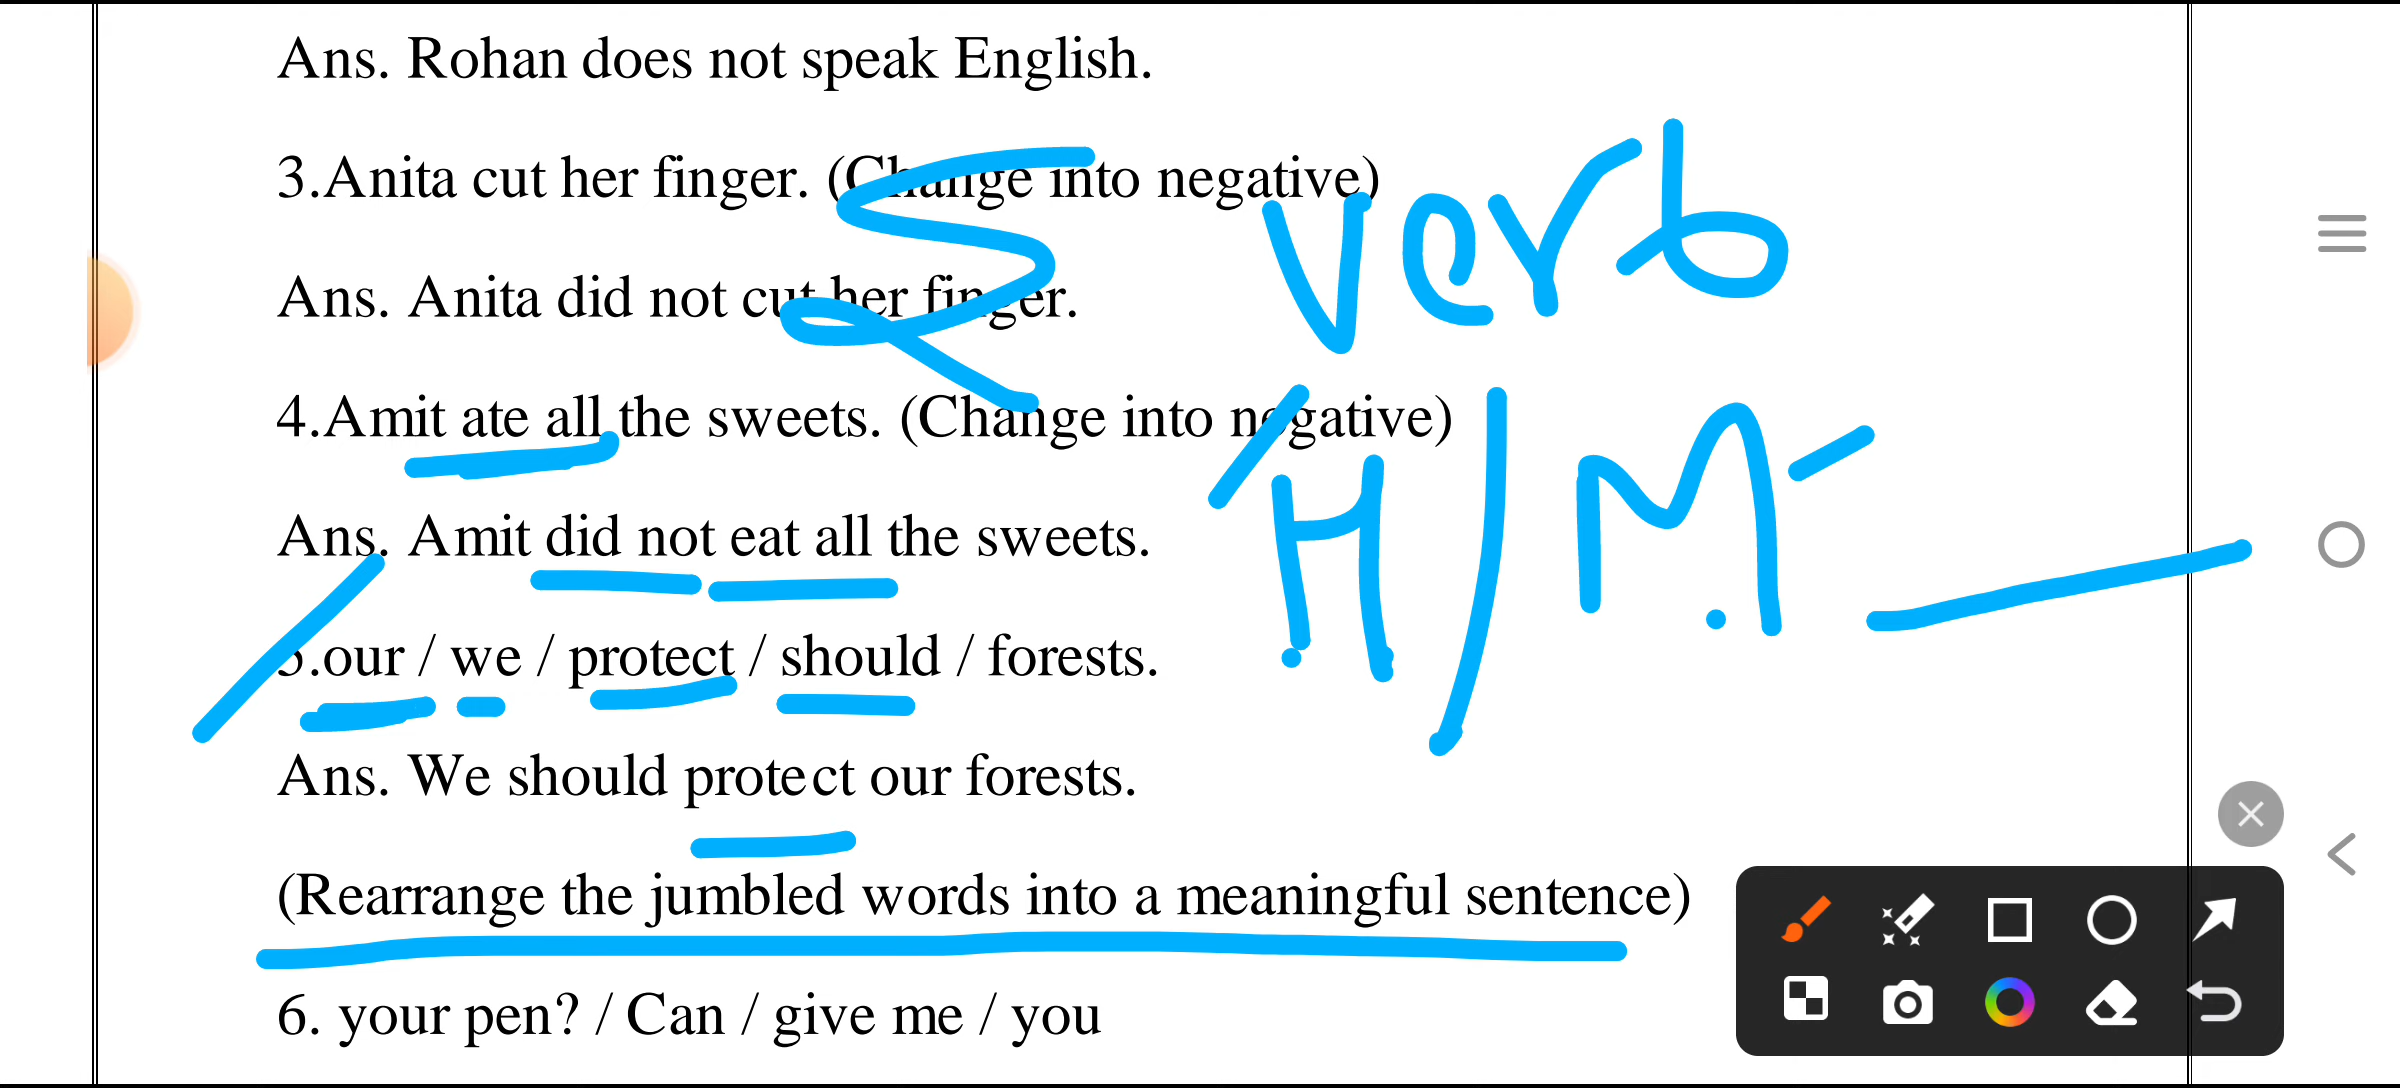 Ans. Rohan does not speak English.
3.Anita cut her finger. (Change into negative)
verb
Ans. Anita did not cut her finger.
4.Amit ate all the sweets. (Change into negative)
H/M
Ans. Amit did not eat all the sweets.
5.our / we / protect / should / forests.
Ans. We should protect our forests.
(Rearrange the jumbled words into a meaningful sentence)
6. your pen? / Can / give me / you